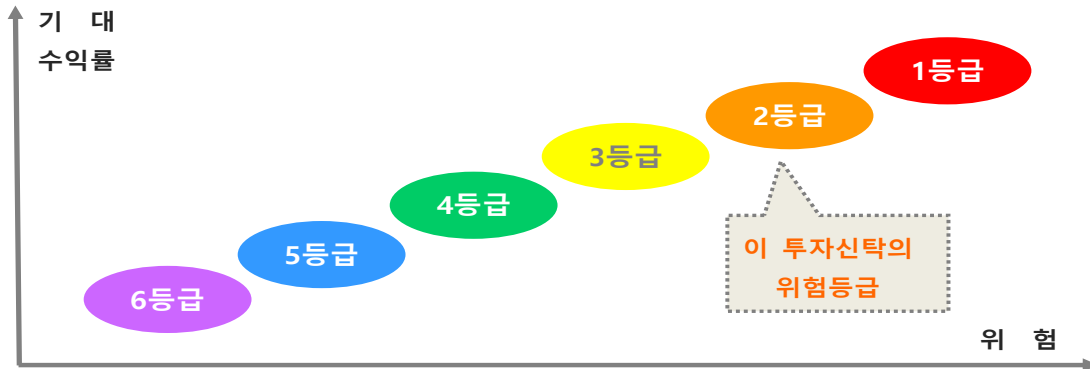 기 대
수익률
1등급
2등급
3등급
4등급
5등급
6등급
이 투자신탁의
위험등급
위 험